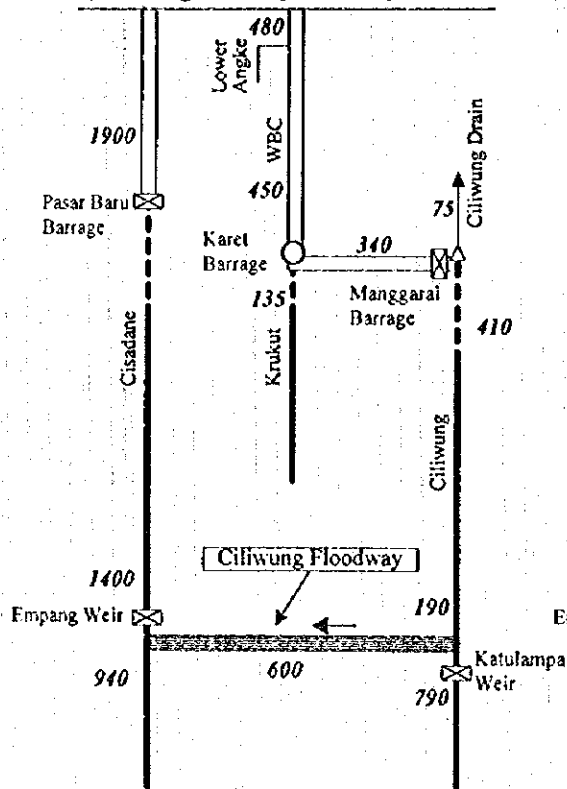 480
Lower
Angke
1900
WBC
Ciliwung Drain
450
75
Pasar Baru
Barrage
Karet
Barrage
340
Manggarai
Barrage
135
410
Cisadane
Krukut
Ciliwung
Ciliwung Floodway
1400
190
Empang Weir
E
940
600
Katulampa
Weir
790